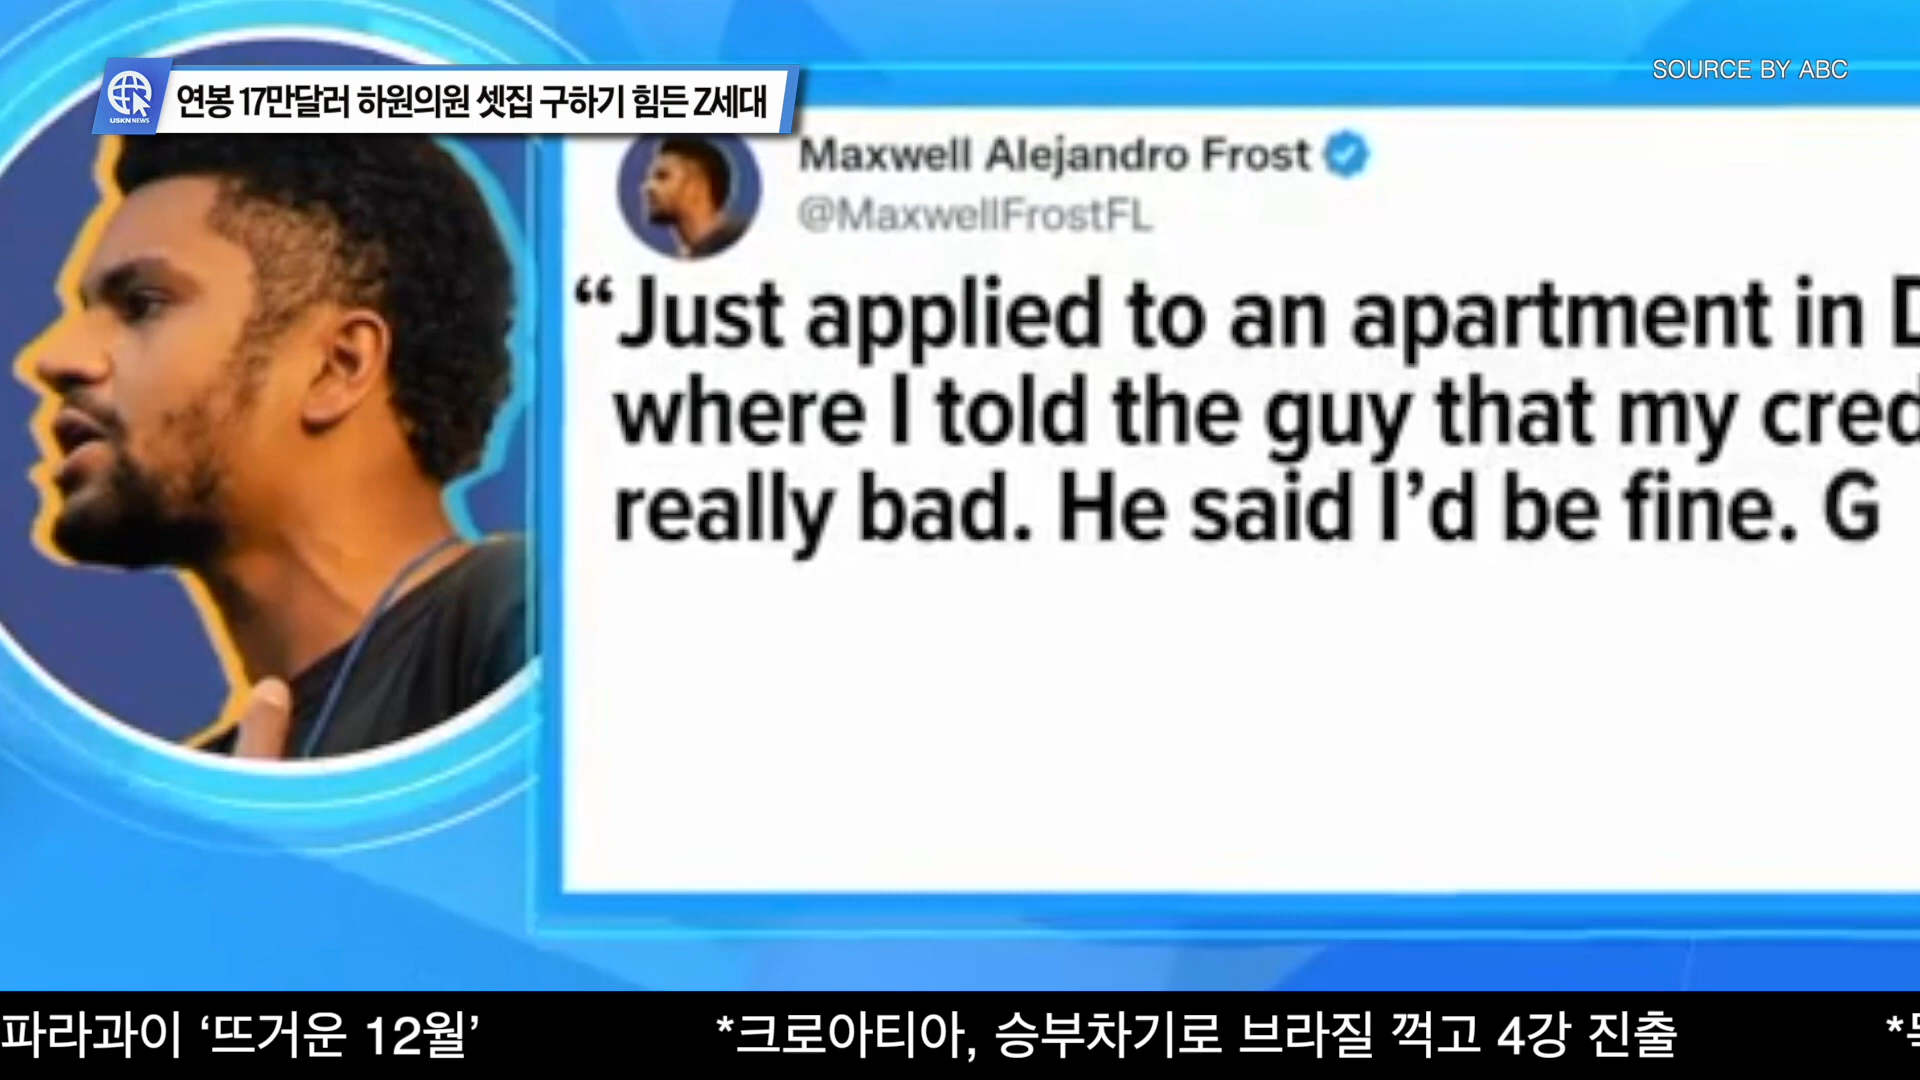 SOURCE BY ABC
연봉 17만달러 하원의원 셋집 구하기 힘든 Z세대
USKN NEWS
Maxwell Alejandro Frost
@MaxwellFrostFL
“Just applied to an apartment in
where I told the guy that my cred
really bad. He said I’d be fine. G
파라과이 ‘뜨거운 12월’ *크로아티아, 승부차기로 브라질 꺽고 4강 진출 *